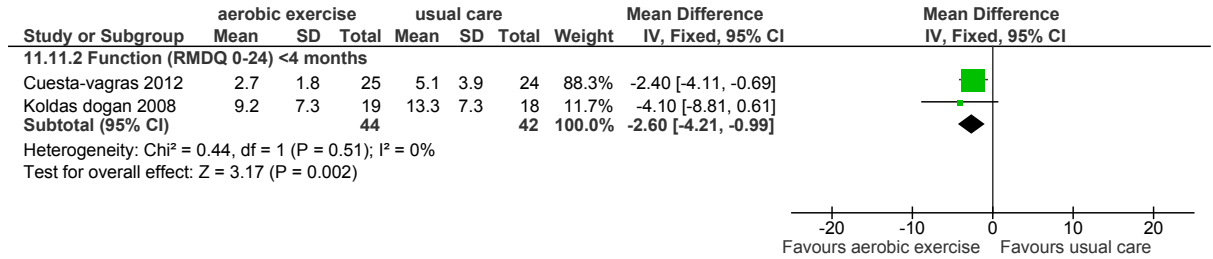 aerobic exercise usual care Mean Difference Mean Difference
Study or Subgroup Mean SD Total Mean SD Total Weight IV, Fixed, 95% CI IV, Fixed, 95% CI
11.11.2 Function (RMDQ 0-24) <4 months
Cuesta-vagras 2012 2.7 1.8 25 5.1 3.9 24 88.3% -2.40 [-4.11, -0.69]
Koldas dogan 2008 9.2 7.3 19 13.3 7.3 18 11.7% -4.10 [-8.81, 0.61]
Subtotal (95% CI) 44 42 100.0% -2.60 [-4.21, -0.99]
Heterogeneity: Chi² = 0.44, df = 1 (P = 0.51); I² = 0%
Test for overall effect: Z = 3.17 (P = 0.002)
-20 -10 0 10 20
Favours aerobic exercise Favours usual care